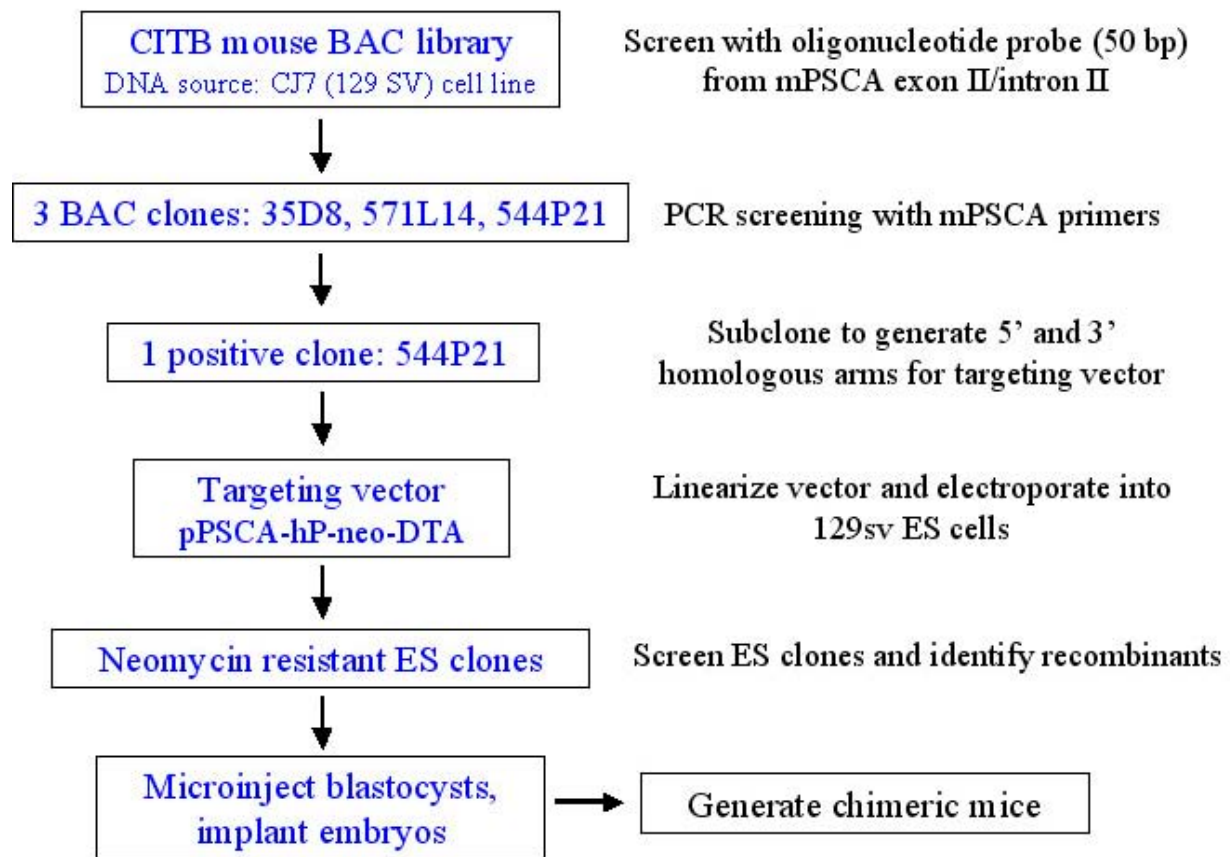 CITB mouse BAC library
DNA source: CJ7 (129 SV) cell line
Screen with oligonucleotide probe (50 bp)
from mPSCA exon II/intron II
3 BAC clones: 35D8, 571L14, 544P21
PCR screening with mPSCA primers
1 positive clone: 544P21
Subclone to generate 5’ and 3’
homologous arms for targeting vector
Targeting vector
pPSCA-hP-neo-DTA
Linearize vector and electroporate into
129sv ES cells
Neomycin resistant ES clones
Screen ES clones and identify recombinants
Microinject blastocysts,
implant embryos
Generate chimeric mice